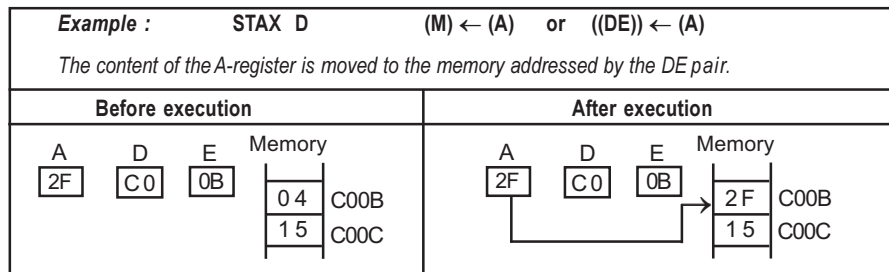 Example : STAX D (M) ← (A) or ((DE)) ← (A)
The content of the A-register is moved to the memory addressed by the DE pair.
Before execution After execution
A D E Memory
2F C0 0B
04 C00B
15 C00C
A D E Memory
2F C0 0B
2F C00B
15 C00C